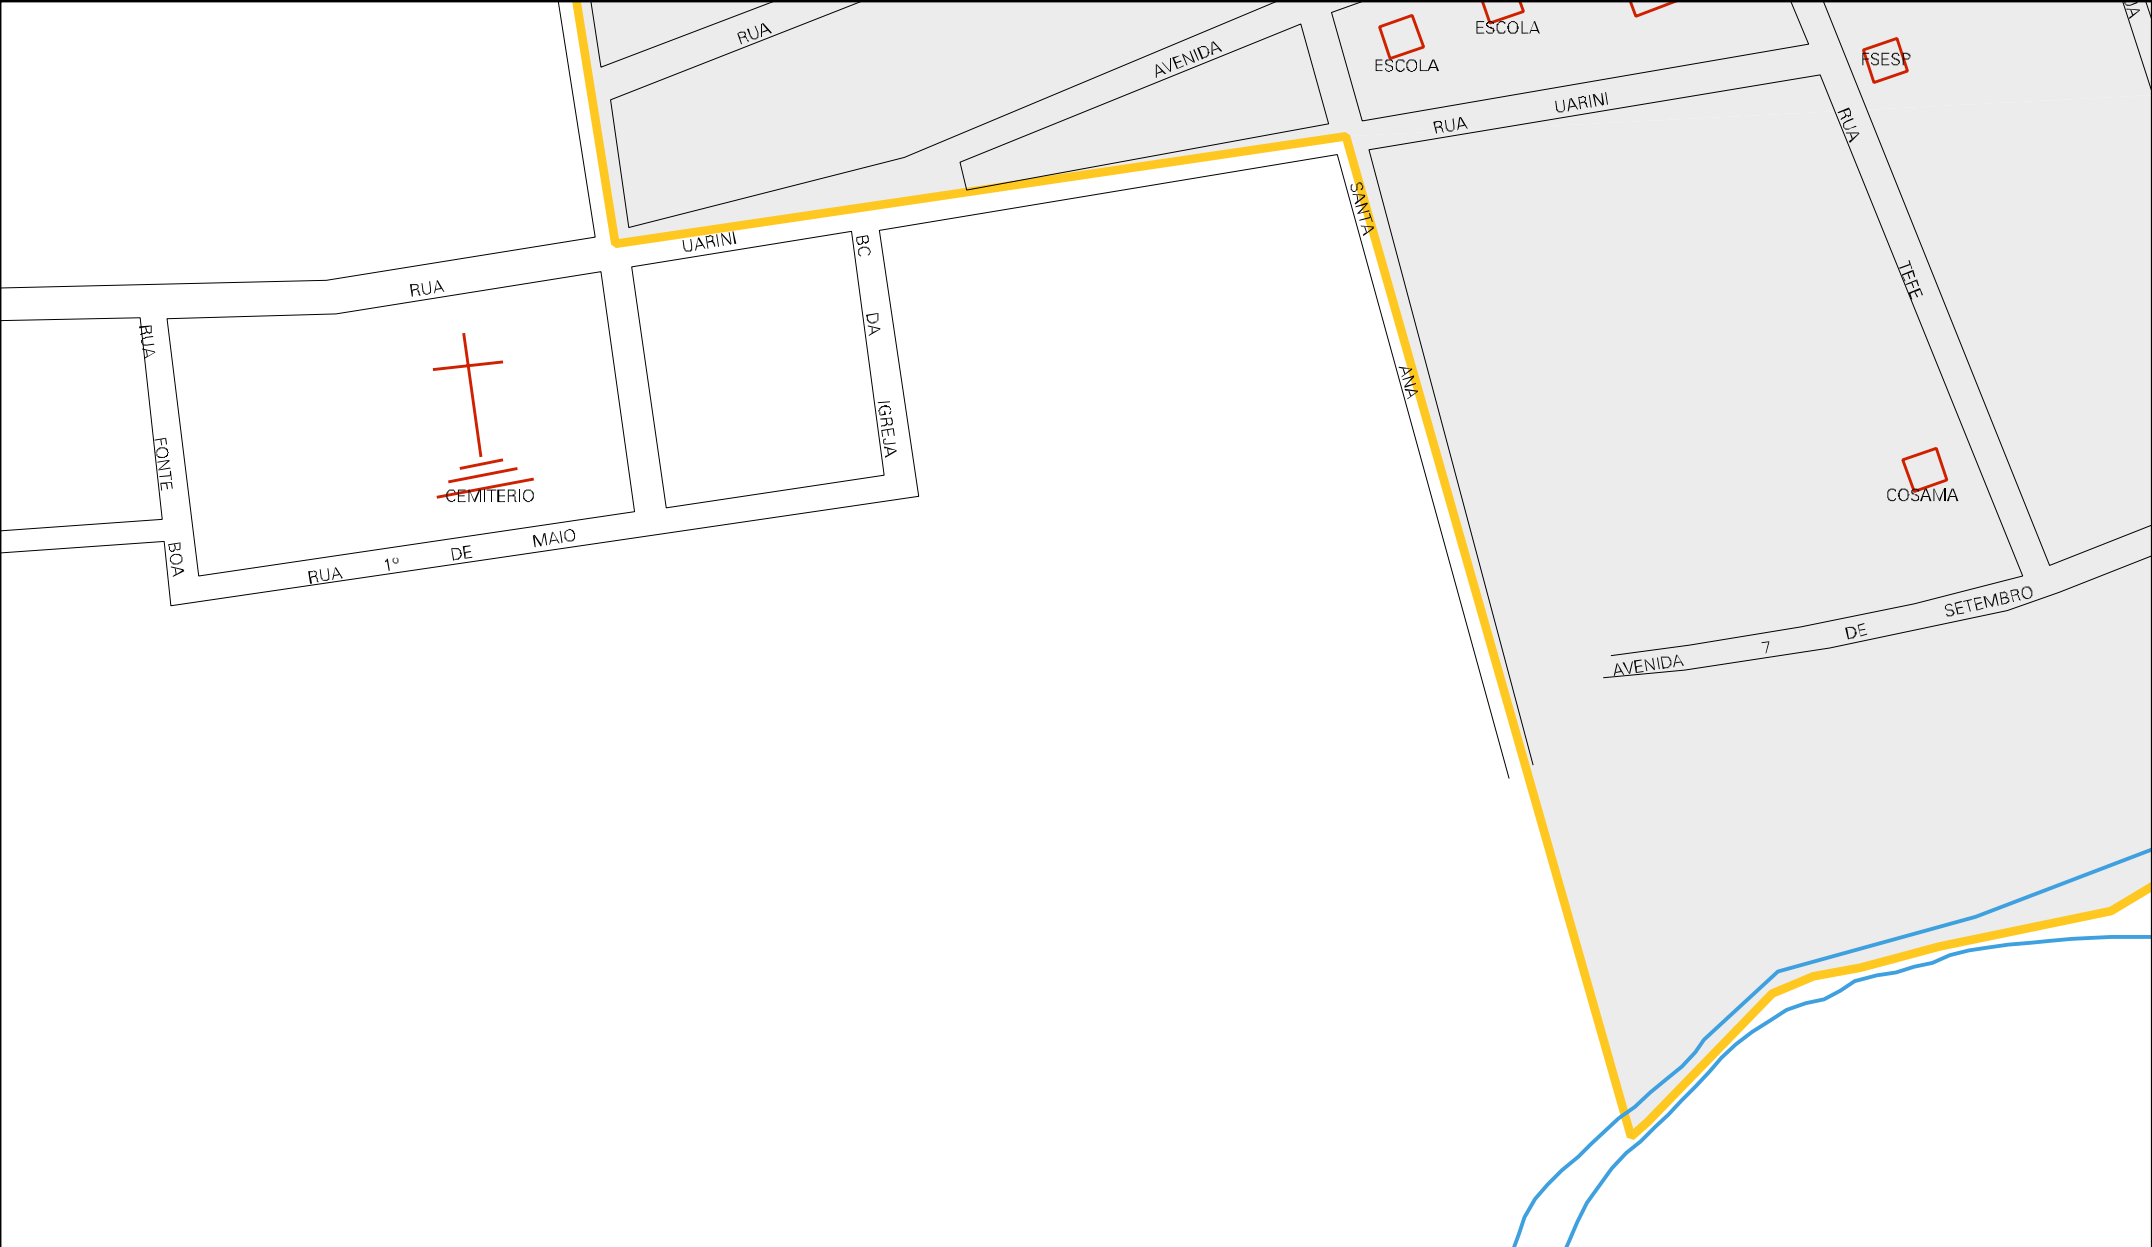 RUA
AVENIDA
ESCOLA
ESCOLA
FSESP
RUA UARINI
RUA TEFE
RUA UARINI
BC DA IGREJA
SANTA ANA
RUA FONTE BOA
CEMITERIO
RUA 1º DE MAIO
COSAMA
AVENIDA 7 DE SETEMBRO